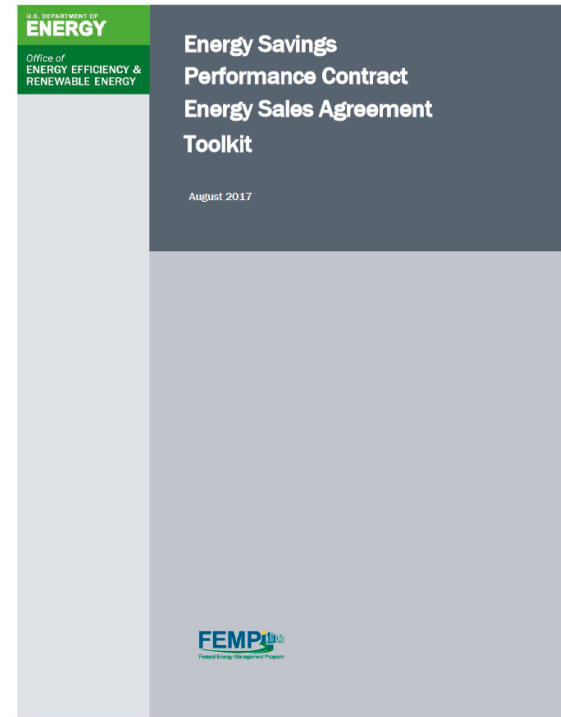 U.S. DEPARTMENT OF
ENERGY
Office of
ENERGY EFFICIENCY &
RENEWABLE ENERGY
Energy Savings
Performance Contract
Energy Sales Agreement
Toolkit
August 2017
FEMP
Federal Energy Management Program